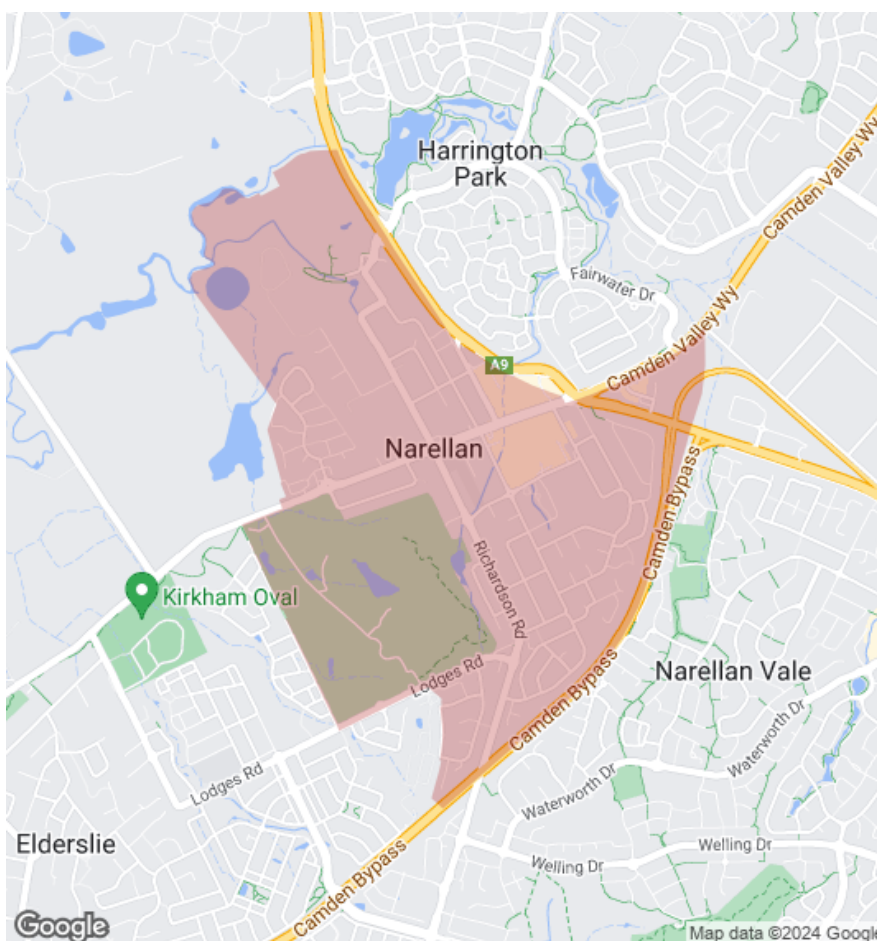 Harrington
Park
Camden Valley Wy
Fairwater Dr
Camden Valley Wy
A9
Narellan
Camden Bypass
Richardson Rd
Kirkham Oval
Lodges Rd
Narellan Vale
Camden Bypass
Waterworth Dr
Lodges Rd
Waterworth Dr
Elderslie
Welling Dr
Welling Dr
Camden Bypass
Google
Map data ©2024 Google